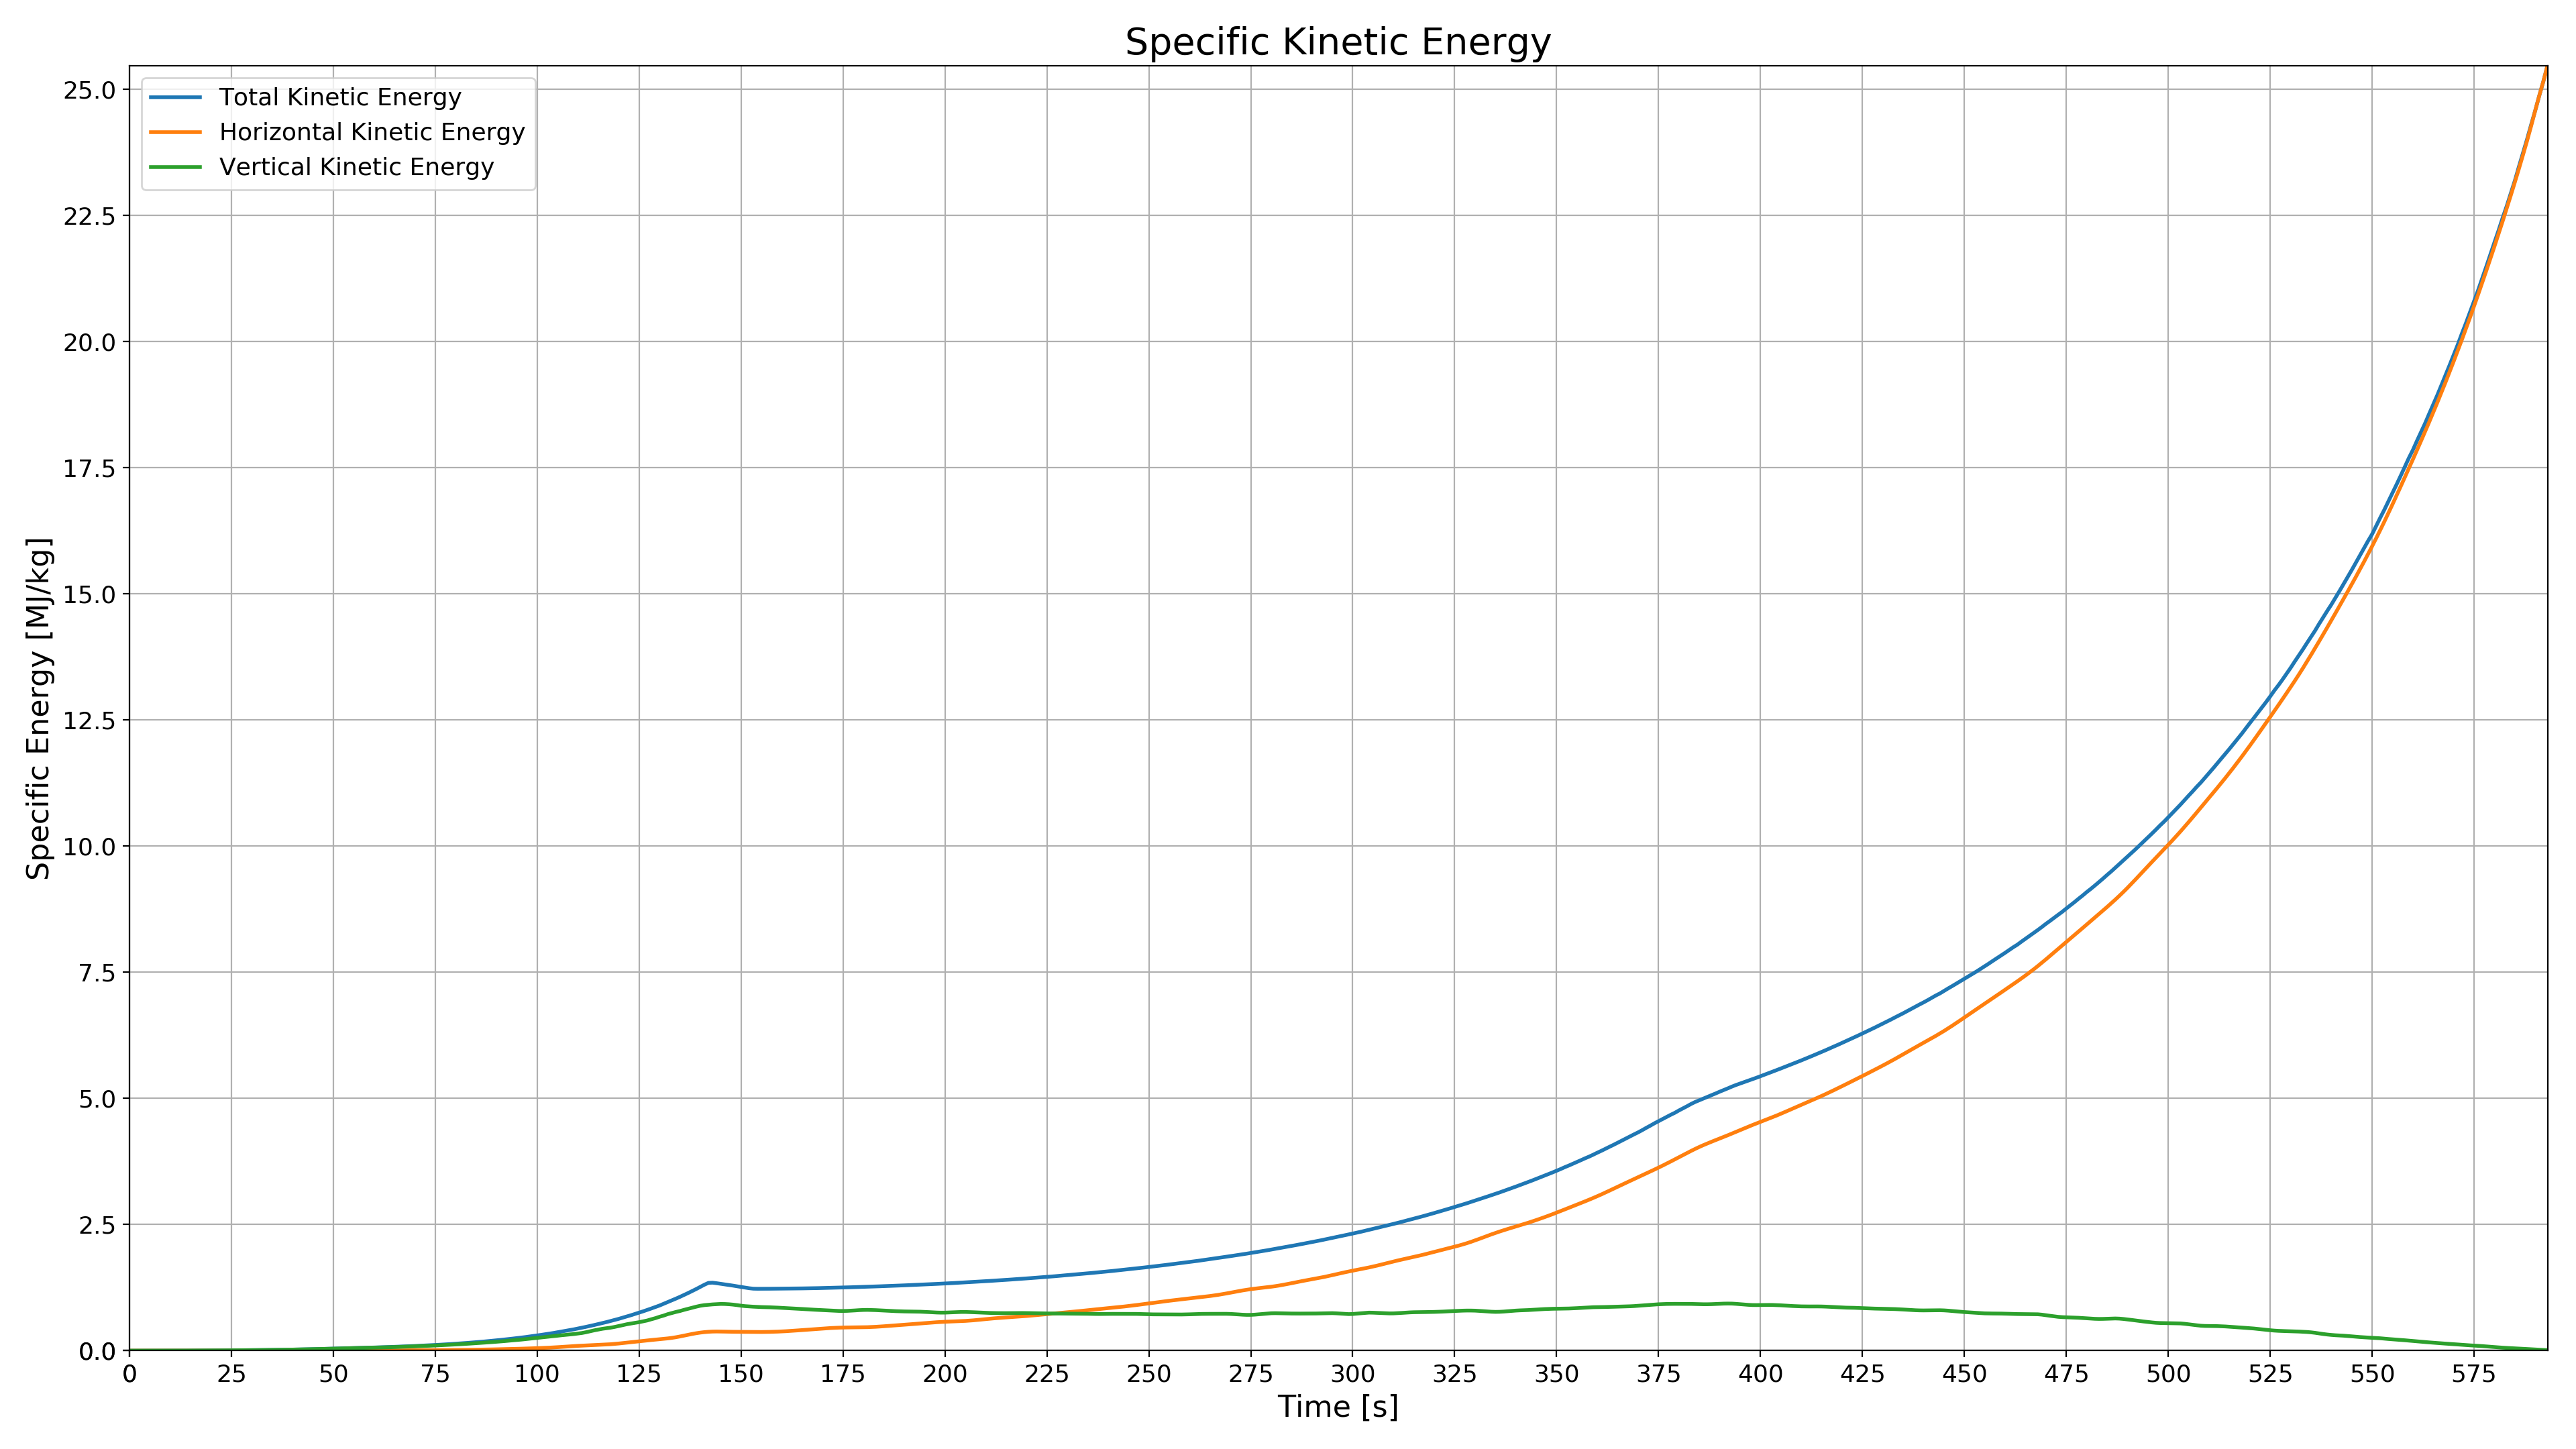 Specific Kinetic Energy
Total Kinetic Energy
Horizontal Kinetic Energy
Vertical Kinetic Energy
Specific Energy [MJ/kg]
25.0
22.5
20.0
17.5
15.0
12.5
10.0
7.5
5.0
2.5
0.0
0 25 50 75 100 125 150 175 200 225 250 275 300 325 350 375 400 425 450 475 500 525 550 575
Time [s]